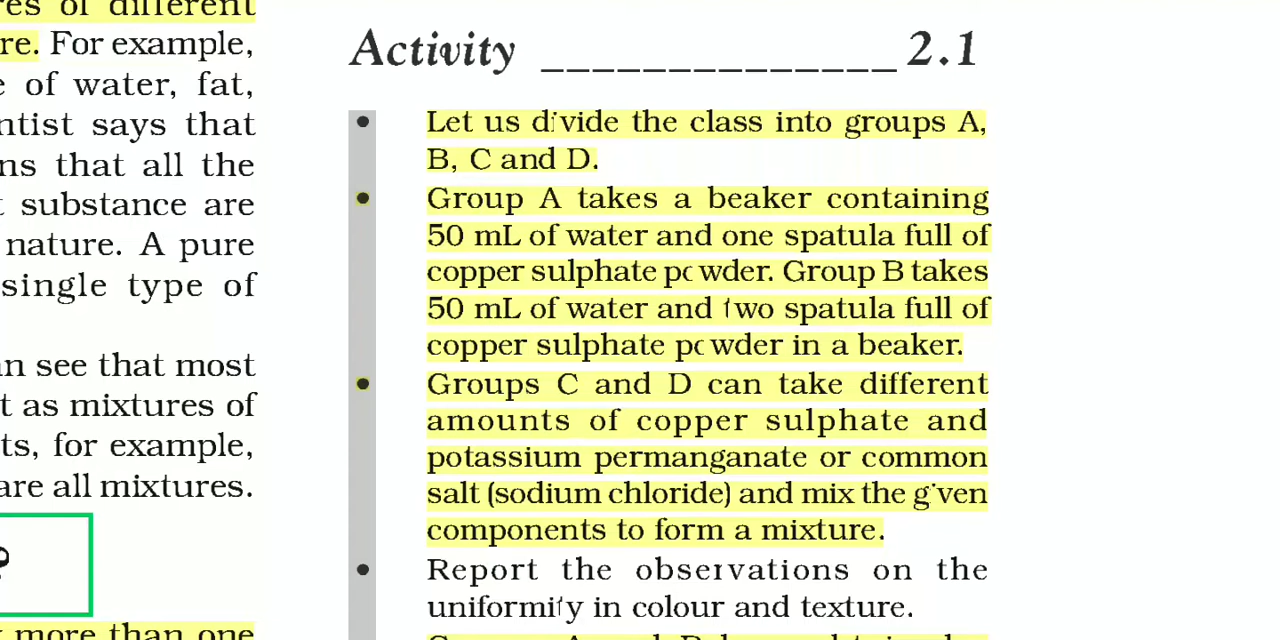 res of different
re. For example,
e of water, fat,
ntist says that
ns that all the
t substance are
nature. A pure
single type of
n see that most
t as mixtures of
ts, for example,
are all mixtures.
?
more than one
Activity ______________ 2.1
• Let us divide the class into groups A,
B, C and D.
• Group A takes a beaker containing
50 mL of water and one spatula full of
copper sulphate powder. Group B takes
50 mL of water and two spatula full of
copper sulphate powder in a beaker.
• Groups C and D can take different
amounts of copper sulphate and
potassium permanganate or common
salt (sodium chloride) and mix the given
components to form a mixture.
• Report the observations on the
uniformity in colour and texture.